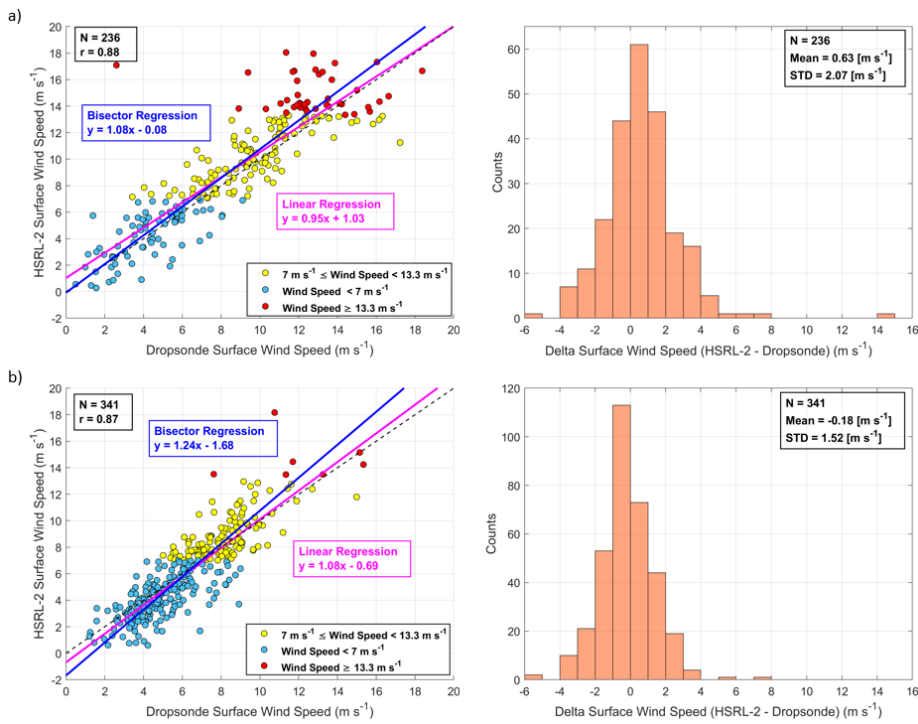 a)
N = 236
r = 0.88
Bisector Regression
y = 1.08x - 0.08
Linear Regression
y = 0.95x + 1.03
7 m s⁻¹ ≤ Wind Speed < 13.3 m s⁻¹
Wind Speed < 7 m s⁻¹
Wind Speed ≥ 13.3 m s⁻¹
HSRL-2 Surface Wind Speed (m s⁻¹)
20
18
16
14
12
10
8
6
4
2
0
-2
0 2 4 6 8 10 12 14 16 18 20
Dropsonde Surface Wind Speed (m s⁻¹)
N = 236
Mean = 0.63 [m s⁻¹]
STD = 2.07 [m s⁻¹]
Counts
60
50
40
30
20
10
0
-6 -4 -2 0 2 4 6 8 10 12 14 16
Delta Surface Wind Speed (HSRL-2 - Dropsonde) (m s⁻¹)
b)
N = 341
r = 0.87
Bisector Regression
y = 1.24x - 1.68
Linear Regression
y = 1.08x - 0.69
7 m s⁻¹ ≤ Wind Speed < 13.3 m s⁻¹
Wind Speed < 7 m s⁻¹
Wind Speed ≥ 13.3 m s⁻¹
HSRL-2 Surface Wind Speed (m s⁻¹)
20
18
16
14
12
10
8
6
4
2
0
-2
0 2 4 6 8 10 12 14 16 18 20
Dropsonde Surface Wind Speed (m s⁻¹)
N = 341
Mean = -0.18 [m s⁻¹]
STD = 1.52 [m s⁻¹]
Counts
120
100
80
60
40
20
0
-6 -4 -2 0 2 4 6 8 10 12 14 16
Delta Surface Wind Speed (HSRL-2 - Dropsonde) (m s⁻¹)